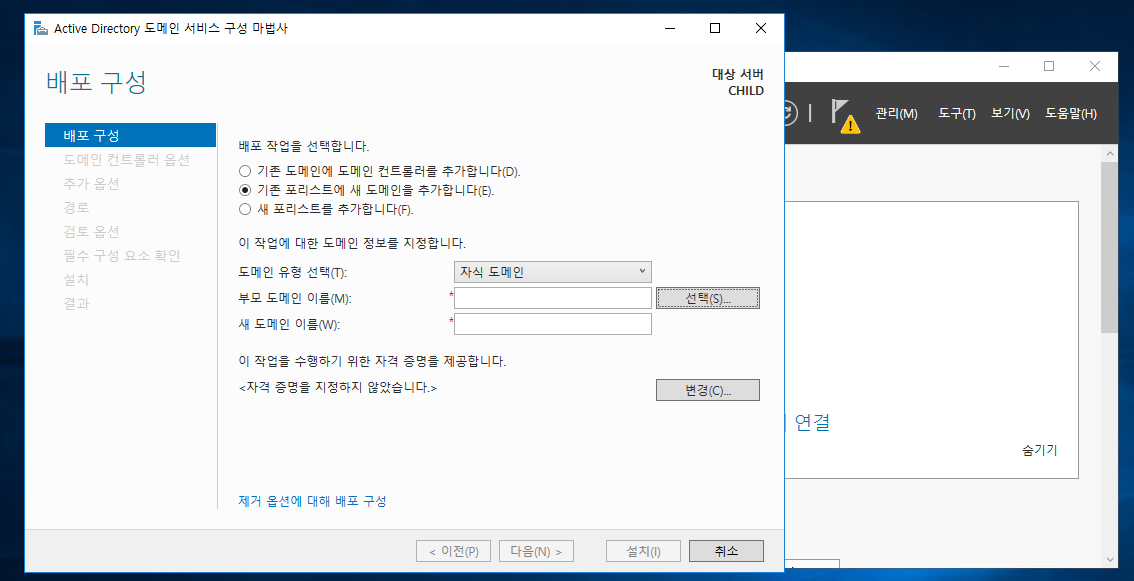 Active Directory 도메인 서비스 구성 마법사
배포 구성
대상 서버
CHILD
관리(M) 도구(T) 보기(V) 도움말(H)
배포 구성
도메인 컨트롤러 옵션
추가 옵션
경로
검토 옵션
필수 구성 요소 확인
설치
결과
배포 작업을 선택합니다.
기존 도메인에 도메인 컨트롤러를 추가합니다(D).
기존 포리스트에 새 도메인을 추가합니다(E).
새 포리스트를 추가합니다(F).
이 작업에 대한 도메인 정보를 지정합니다.
도메인 유형 선택(T): 자식 도메인
부모 도메인 이름(M): * 선택(S)...
새 도메인 이름(W): *
이 작업을 수행하기 위한 자격 증명을 제공합니다.
<자격 증명을 지정하지 않았습니다.> 변경(C)...
연결
숨기기
제거 옵션에 대해 배포 구성
< 이전(P) 다음(N) > 설치(I) 취소